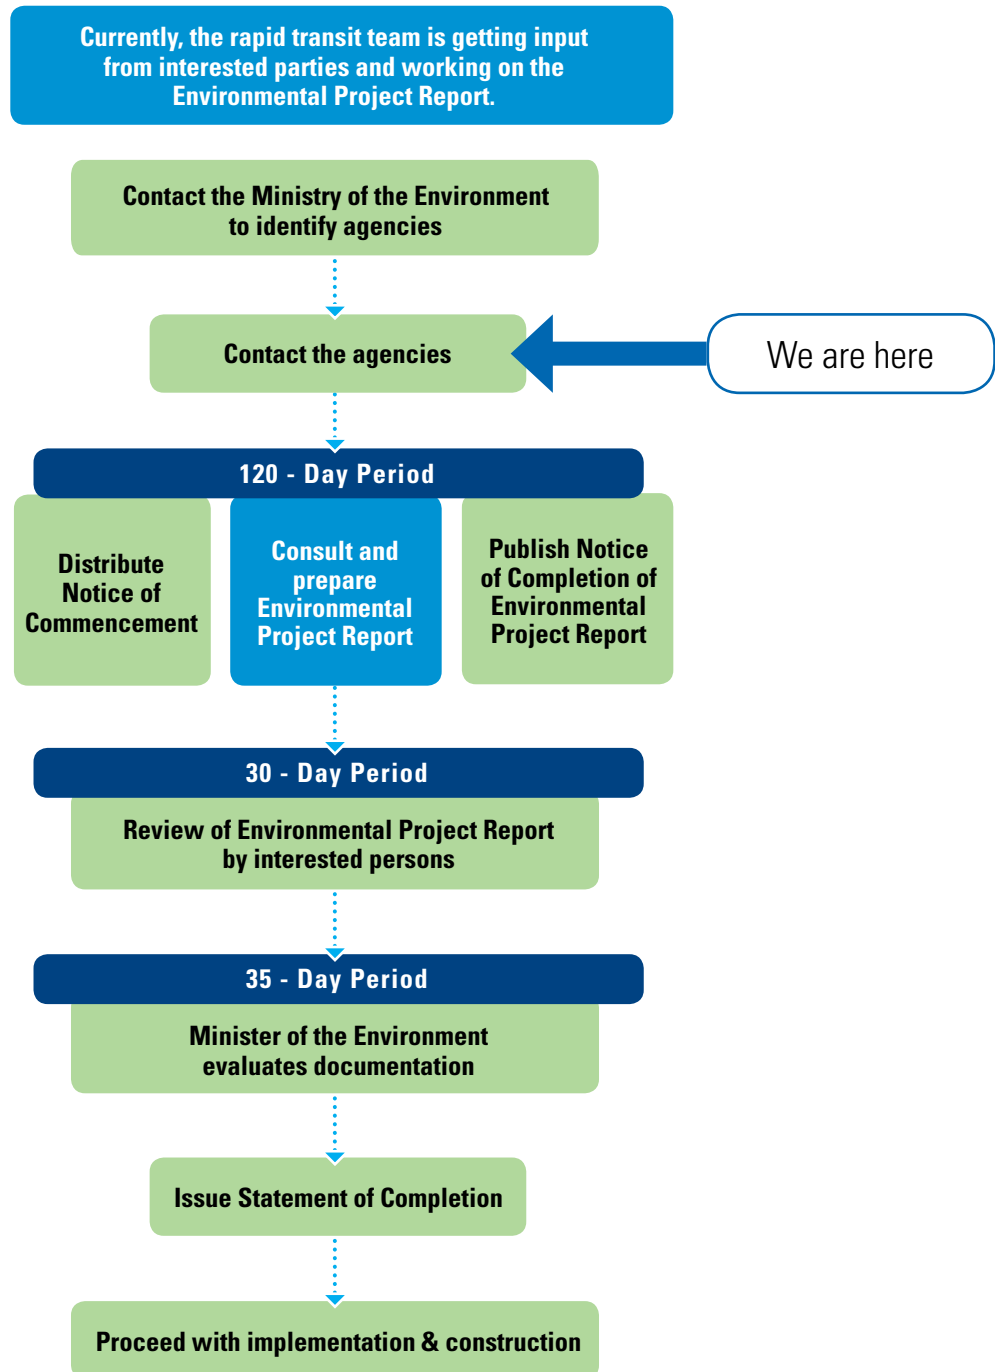 Currently, the rapid transit team is getting input
from interested parties and working on the
Environmental Project Report.
Contact the Ministry of the Environment
to identify agencies
Contact the agencies
We are here
120 - Day Period
Distribute
Notice of
Commencement
Consult and
prepare
Environmental
Project Report
Publish Notice
of Completion of
Environmental
Project Report
30 - Day Period
Review of Environmental Project Report
by interested persons
35 - Day Period
Minister of the Environment
evaluates documentation
Issue Statement of Completion
Proceed with implementation & construction